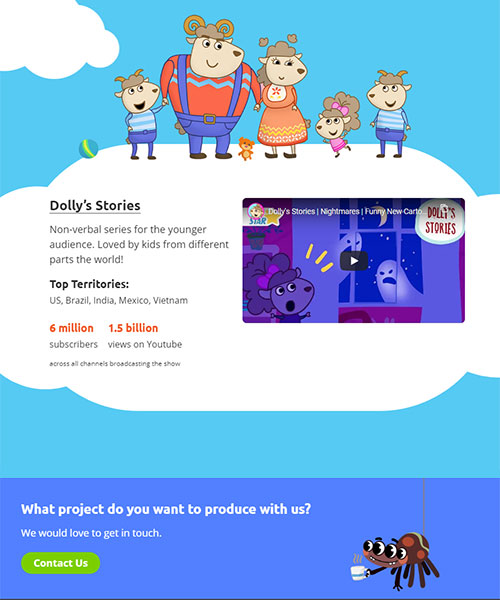 Dolly's Stories
Non-verbal series for the younger
audience. Loved by kids from different
parts the world!
Top Territories:
US, Brazil, India, Mexico, Vietnam
6 million 1.5 billion
subscribers views on Youtube
across all channels broadcasting the show
Dolly's Stories | Nightmares | Funny New Carto
STAR
DOLLY'S
STORIES
What project do you want to produce with us?
We would love to get in touch.
Contact Us